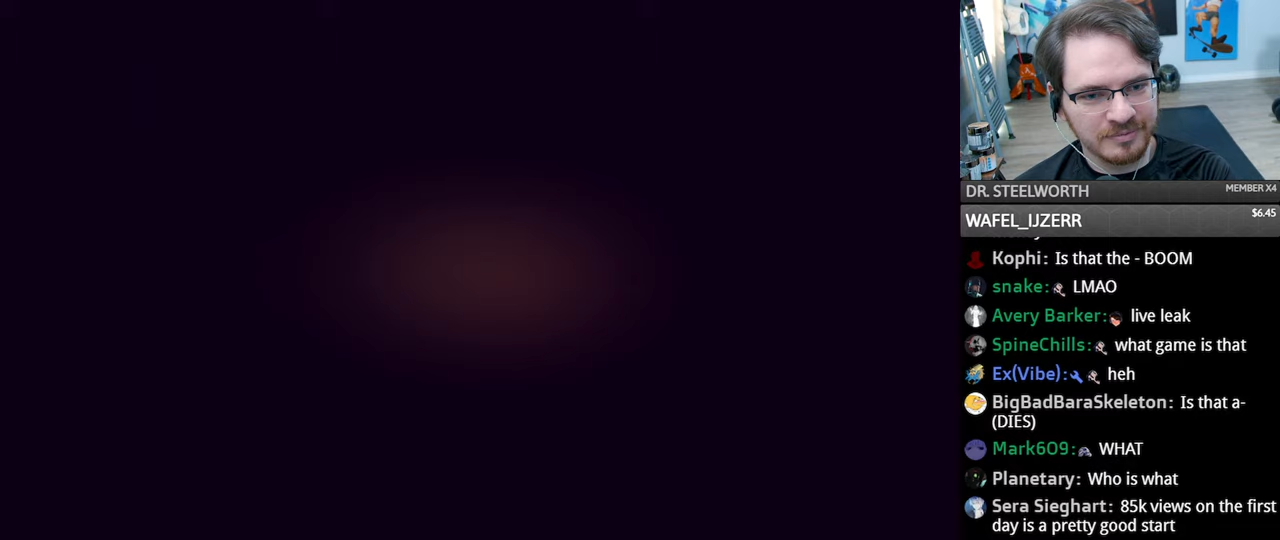 DR. STEELWORTH
MEMBER X4
WAFEL_IJZERR
$6.45
Kophi: Is that the - BOOM
snake: LMAO
Avery Barker: live leak
SpineChills: what game is that
Ex(Vibe): heh
BigBadBaraSkeleton: Is that a-
(DIES)
Mark609: WHAT
Planetary: Who is what
Sera Sieghart: 85k views on the first
day is a pretty good start